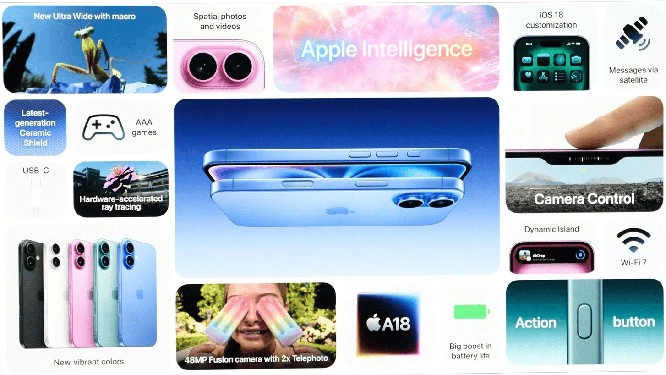 New Ultra Wide with macro
Spatial photos
and videos
Apple Intelligence
iOS 18
customization
Messages via
satellite
Latest-
generation
Ceramic
Shield
AAA
games
USB-C
Hardware-accelerated
ray tracing
Camera Control
Dynamic Island
AirDrop
Wi-Fi 7
New vibrant colors
48MP Fusion camera with 2x Telephoto
A18
Big boost in
battery life
Action button